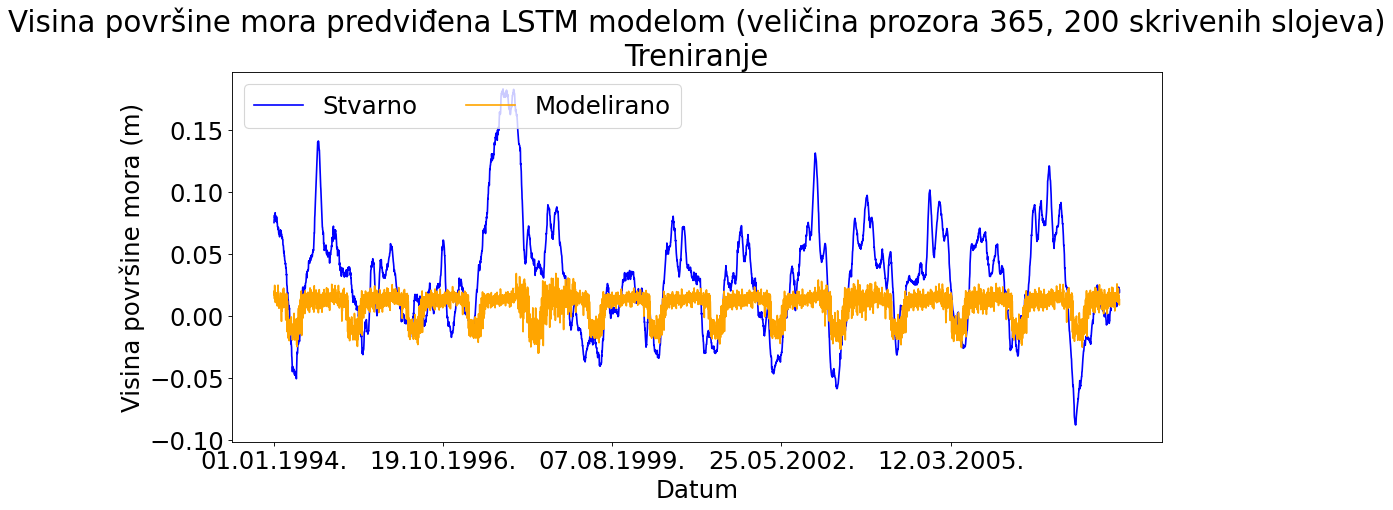 Visina površine mora predviđena LSTM modelom (veličina prozora 365, 200 skrivenih slojeva)
Treniranje
Stvarno Modelirano
Visina površine mora (m)
0.15
0.10
0.05
0.00
−0.05
−0.10
01.01.1994. 19.10.1996. 07.08.1999. 25.05.2002. 12.03.2005.
Datum